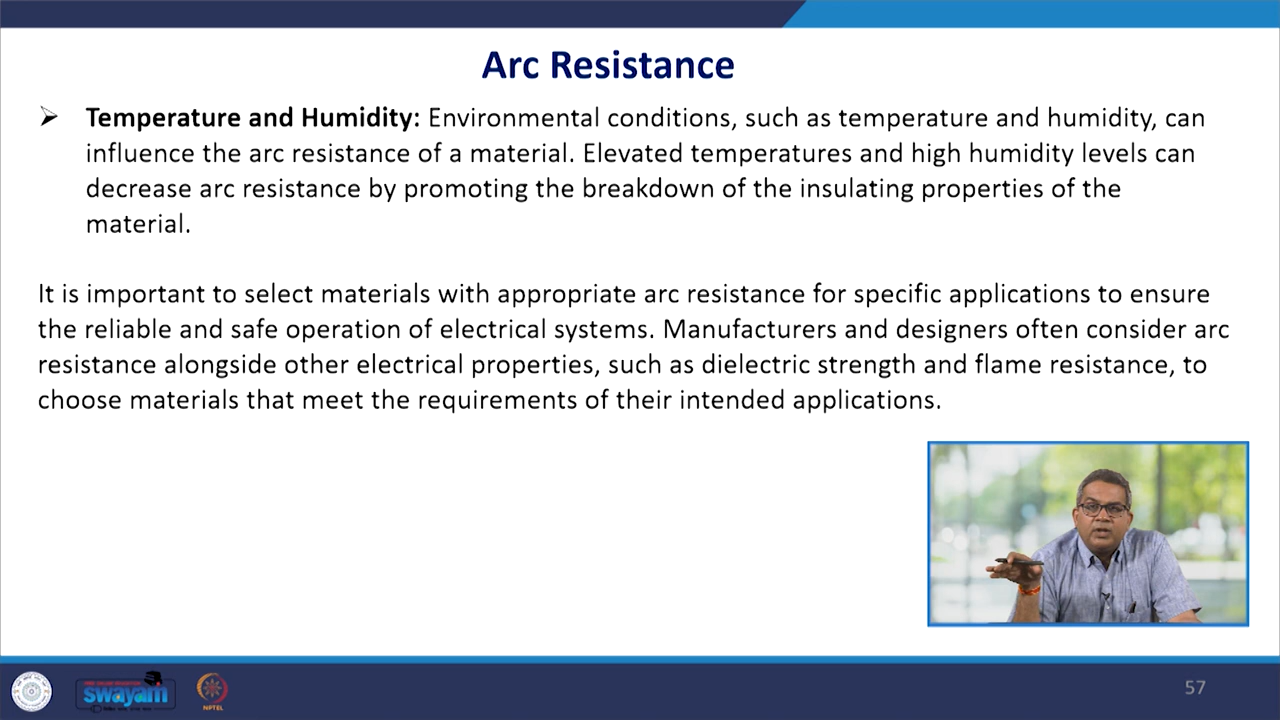 Arc Resistance
➢ Temperature and Humidity: Environmental conditions, such as temperature and humidity, can
influence the arc resistance of a material. Elevated temperatures and high humidity levels can
decrease arc resistance by promoting the breakdown of the insulating properties of the
material.
It is important to select materials with appropriate arc resistance for specific applications to ensure
the reliable and safe operation of electrical systems. Manufacturers and designers often consider arc
resistance alongside other electrical properties, such as dielectric strength and flame resistance, to
choose materials that meet the requirements of their intended applications.
swayam
NPTEL
57